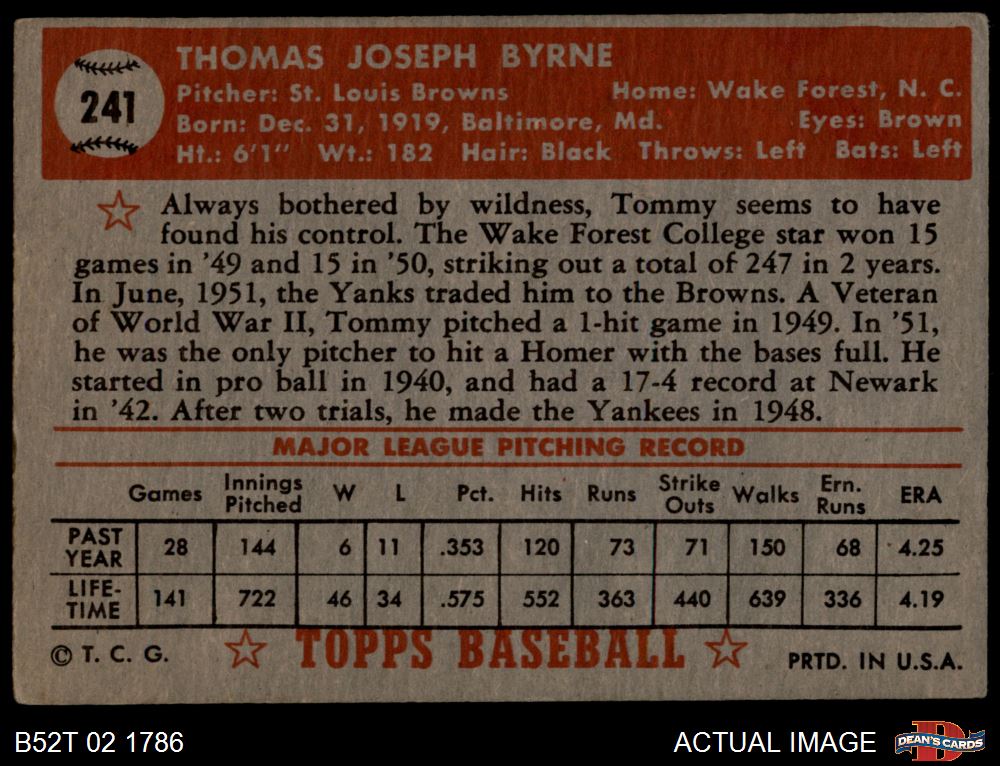 241
THOMAS JOSEPH BYRNE
Pitcher: St. Louis Browns Home: Wake Forest, N. C.
Born: Dec. 31, 1919, Baltimore, Md. Eyes: Brown
Ht.: 6'1" Wt.: 182 Hair: Black Throws: Left Bats: Left
Always bothered by wildness, Tommy seems to have
found his control. The Wake Forest College star won 15
games in '49 and 15 in '50, striking out a total of 247 in 2 years.
In June, 1951, the Yanks traded him to the Browns. A Veteran
of World War II, Tommy pitched a 1-hit game in 1949. In '51,
he was the only pitcher to hit a Homer with the bases full. He
started in pro ball in 1940, and had a 17-4 record at Newark
in '42. After two trials, he made the Yankees in 1948.
MAJOR LEAGUE PITCHING RECORD
Games Innings Pitched W L Pct. Hits Runs Strike Outs Walks Ern. Runs ERA
PAST YEAR 28 144 6 11 .353 120 73 71 150 68 4.25
LIFE-TIME 141 722 46 34 .575 552 363 440 639 336 4.19
© T. C. G. TOPPS BASEBALL PRTD. IN U.S.A.
B52T 02 1786 ACTUAL IMAGE DEAN'S CARDS